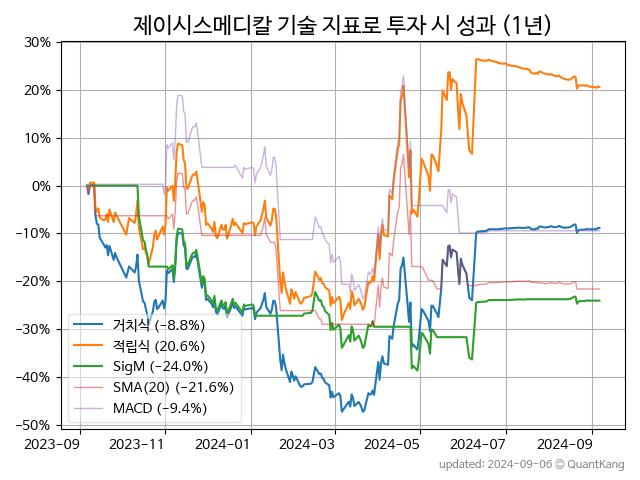 제이시스메디칼 기술 지표로 투자 시 성과 (1년)
30%
20%
10%
0%
−10%
−20%
−30%
−40%
−50%
거치식 (−8.8%)
적립식 (20.6%)
SigM (−24.0%)
SMA(20) (−21.6%)
MACD (−9.4%)
2023-09 2023-11 2024-01 2024-03 2024-05 2024-07 2024-09
updated: 2024-09-06 © QuantKang